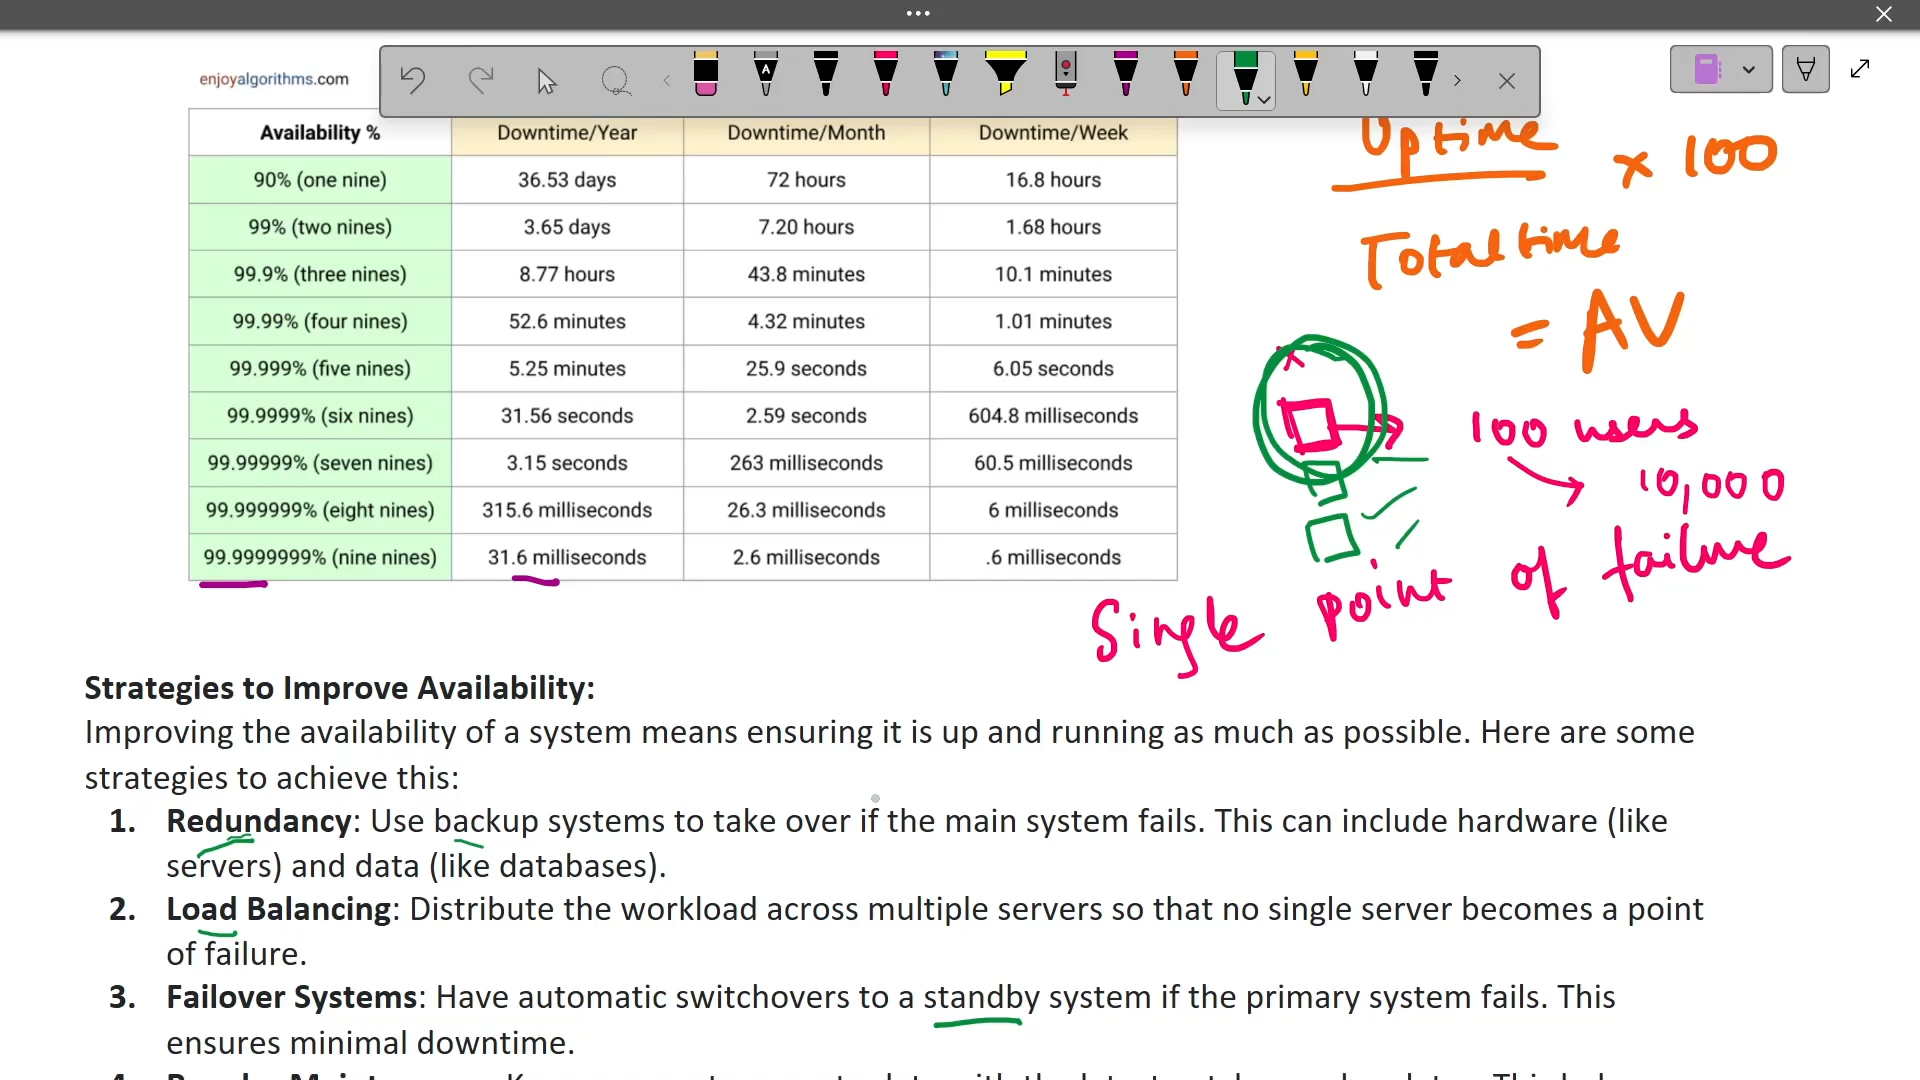 enjoyalgorithms.com
Availability % Downtime/Year Downtime/Month Downtime/Week
90% (one nine) 36.53 days 72 hours 16.8 hours
99% (two nines) 3.65 days 7.20 hours 1.68 hours
99.9% (three nines) 8.77 hours 43.8 minutes 10.1 minutes
99.99% (four nines) 52.6 minutes 4.32 minutes 1.01 minutes
99.999% (five nines) 5.25 minutes 25.9 seconds 6.05 seconds
99.9999% (six nines) 31.56 seconds 2.59 seconds 604.8 milliseconds
99.99999% (seven nines) 3.15 seconds 263 milliseconds 60.5 milliseconds
99.999999% (eight nines) 315.6 milliseconds 26.3 milliseconds 6 milliseconds
99.9999999% (nine nines) 31.6 milliseconds 2.6 milliseconds .6 milliseconds
Uptime × 100
Total time
= AV
100 users
10,000
Single point of failure
Strategies to Improve Availability:
Improving the availability of a system means ensuring it is up and running as much as possible. Here are some
strategies to achieve this:
1. Redundancy: Use backup systems to take over if the main system fails. This can include hardware (like
servers) and data (like databases).
2. Load Balancing: Distribute the workload across multiple servers so that no single server becomes a point
of failure.
3. Failover Systems: Have automatic switchovers to a standby system if the primary system fails. This
ensures minimal downtime.